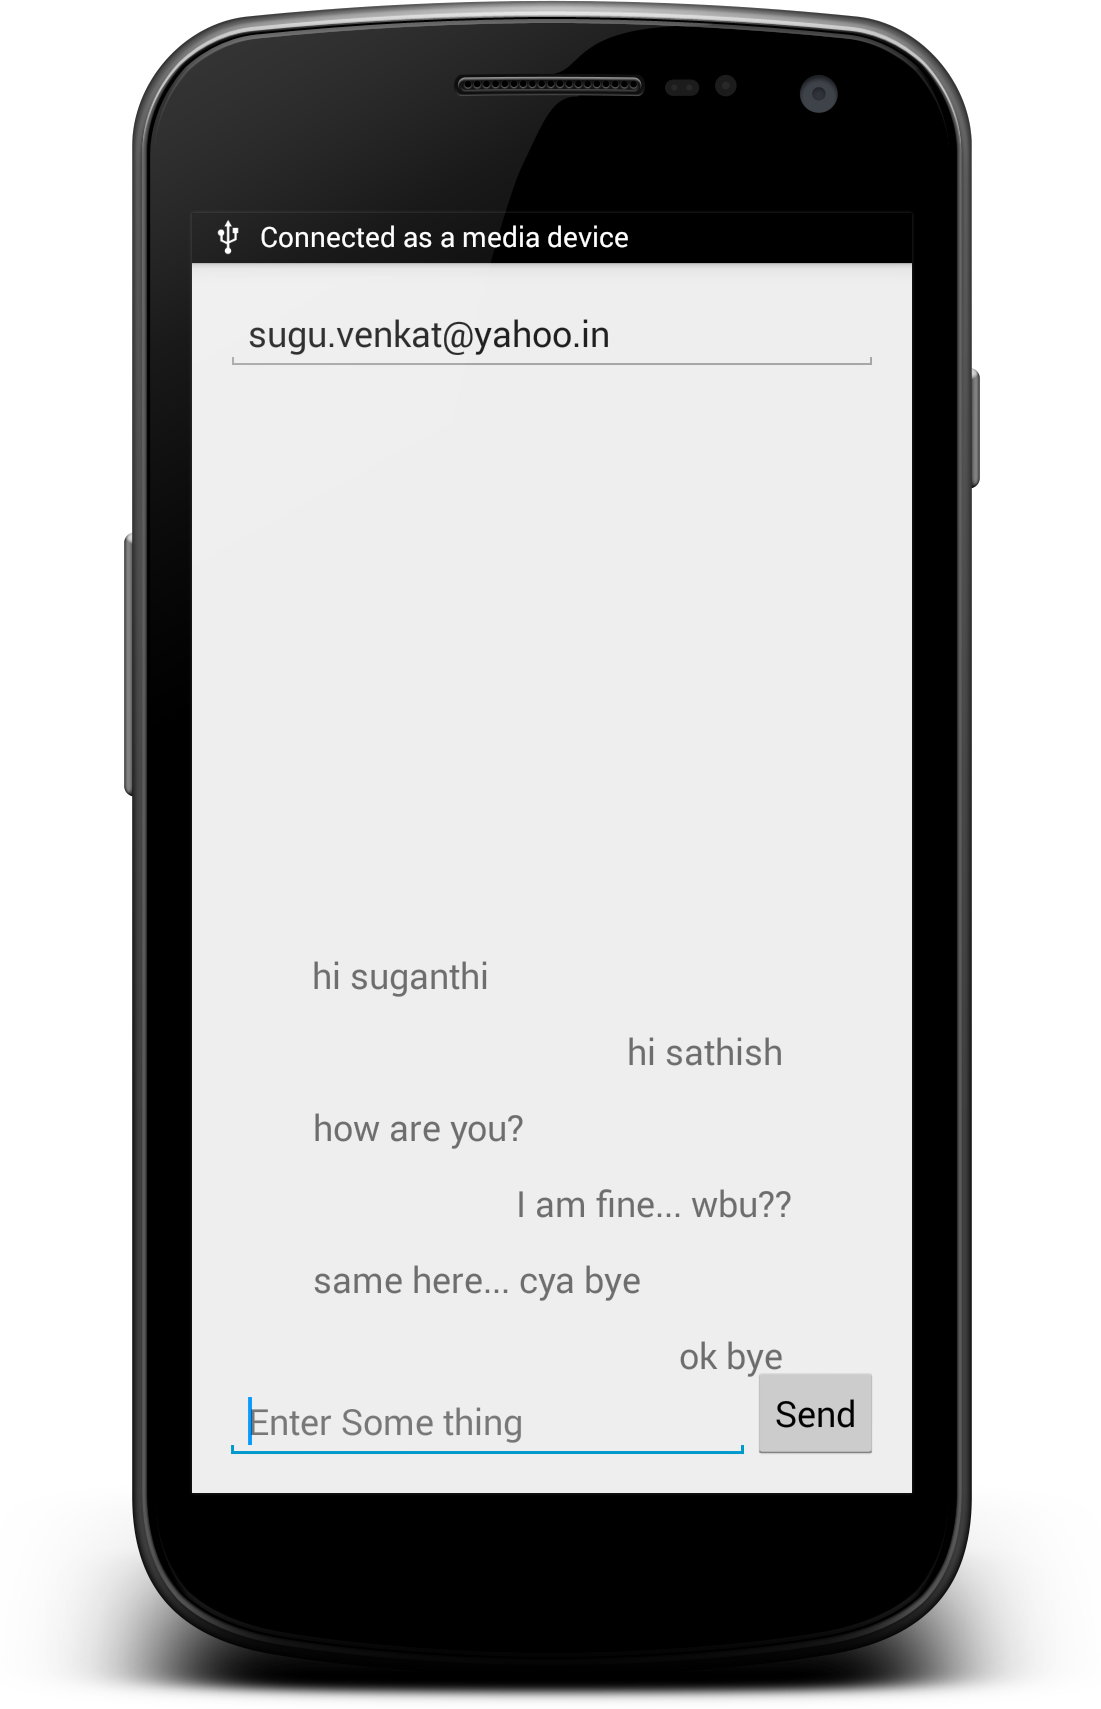 Connected as a media device
sugu.venkat@yahoo.in
hi suganthi
hi sathish
how are you?
I am fine... wbu??
same here... cya bye
ok bye
Enter Some thing
Send